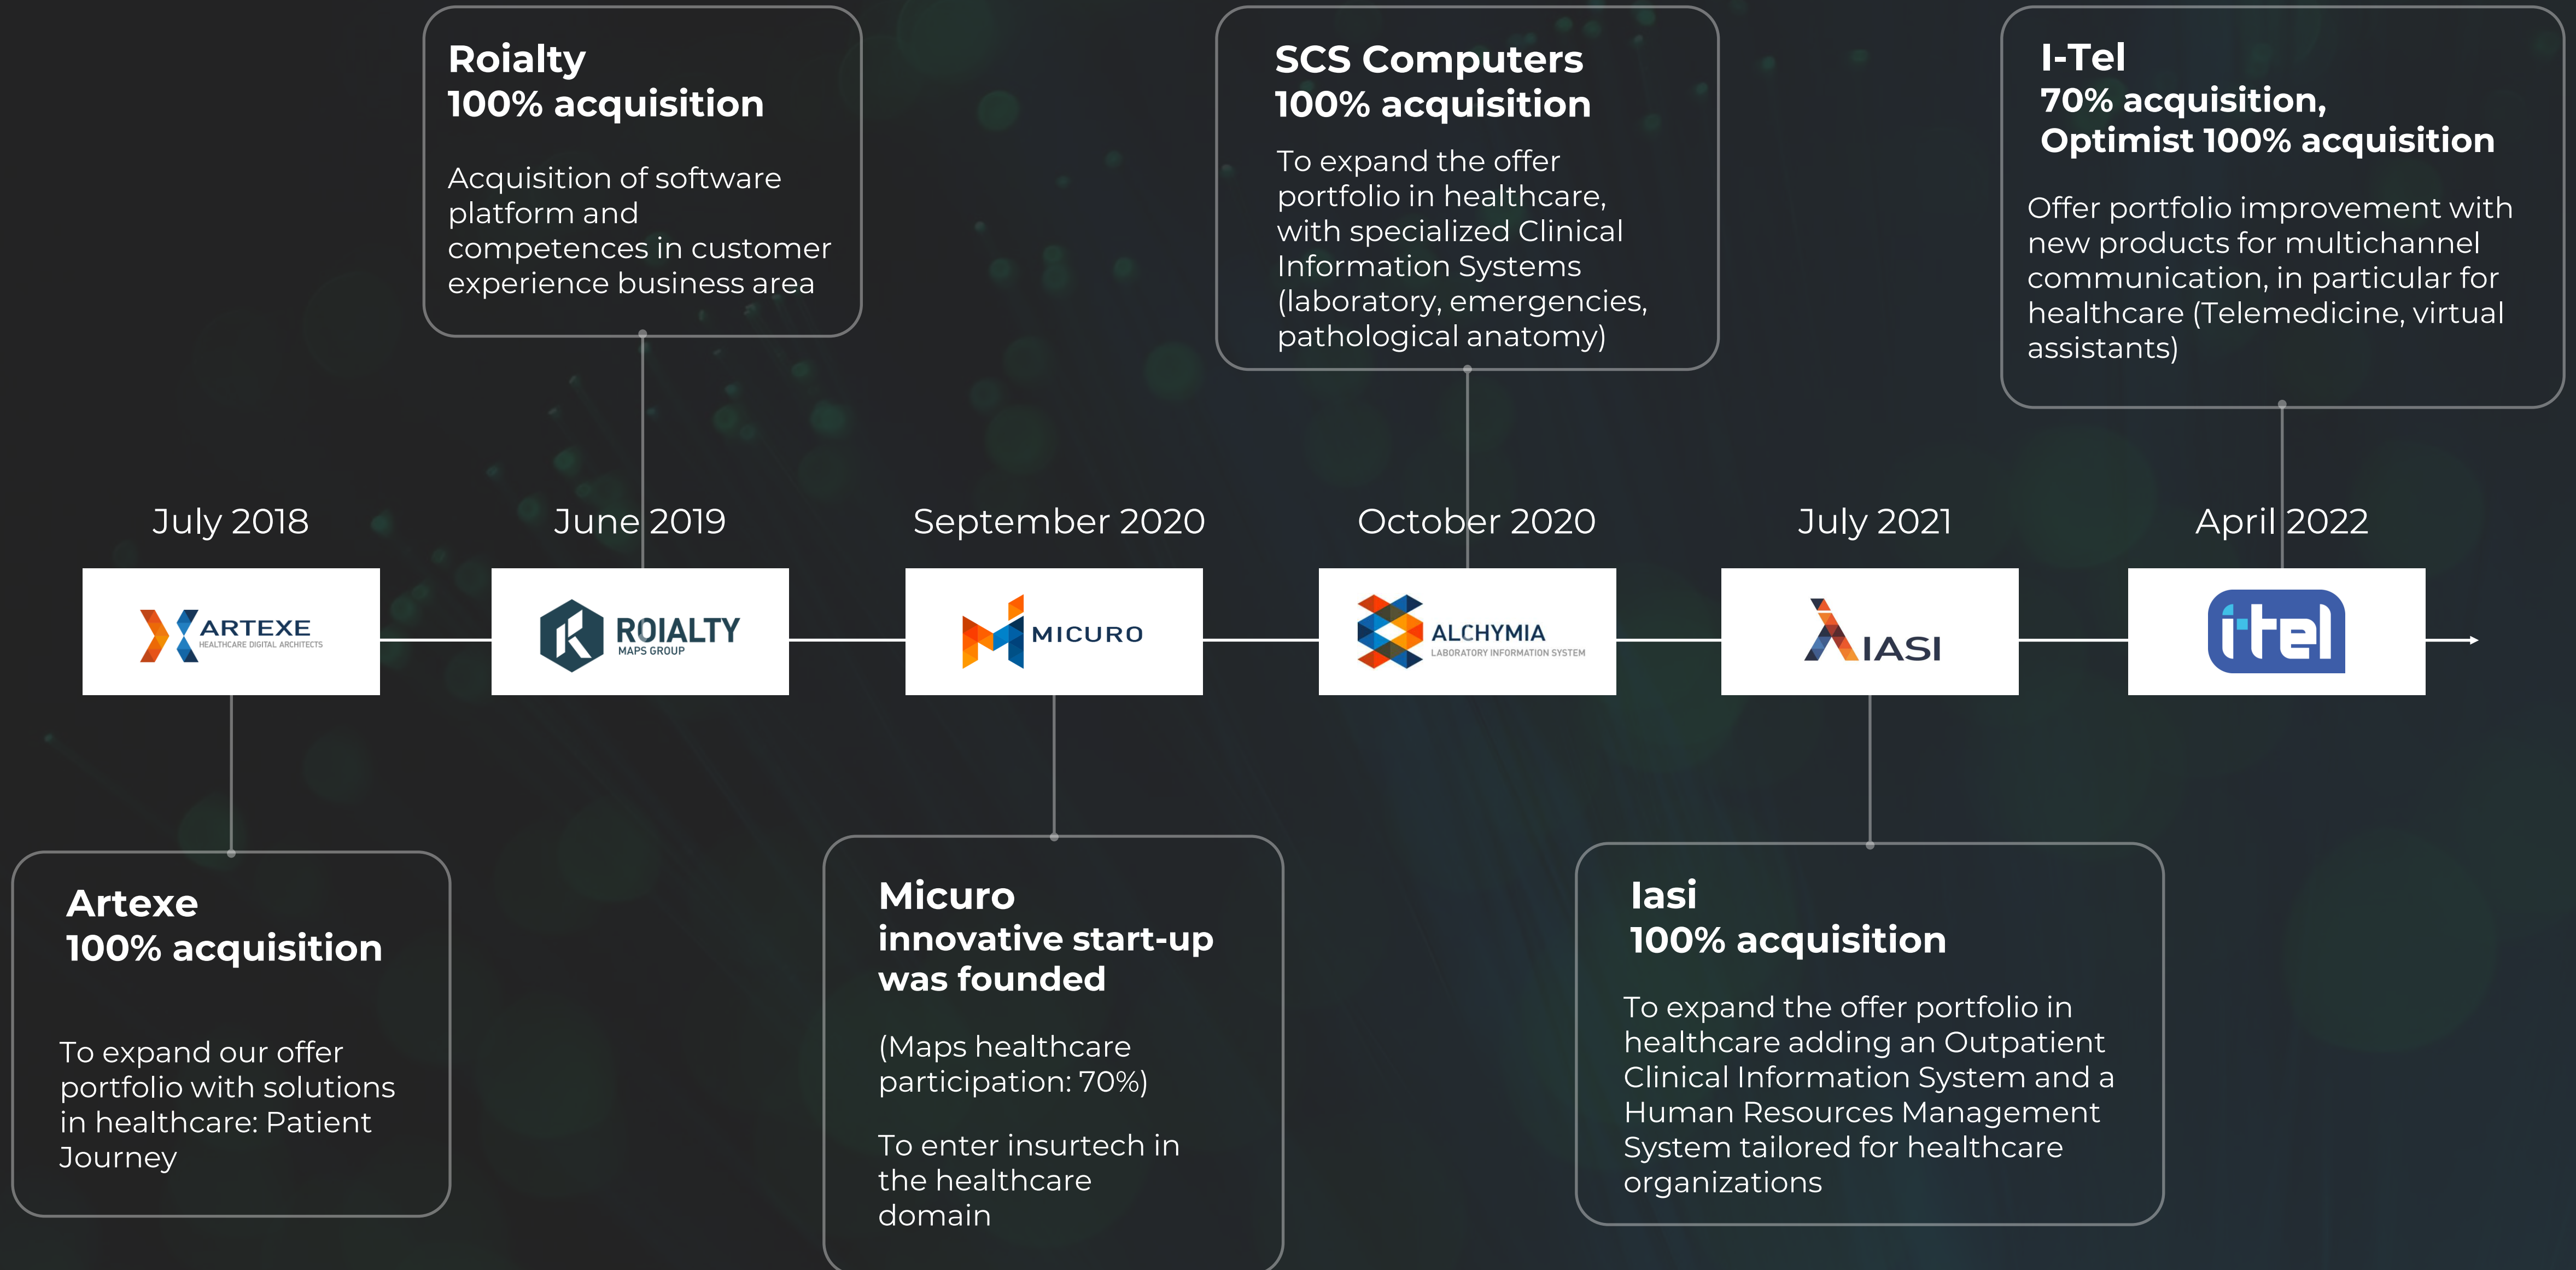 Roialty
100% acquisition
Acquisition of software
platform and
competences in customer
experience business area
SCS Computers
100% acquisition
To expand the offer
portfolio in healthcare,
with specialized Clinical
Information Systems
(laboratory, emergencies,
pathological anatomy)
I-Tel
70% acquisition,
Optimist 100% acquisition
Offer portfolio improvement with
new products for multichannel
communication, in particular for
healthcare (Telemedicine, virtual
assistants)
July 2018
June 2019
September 2020
October 2020
July 2021
April 2022
ARTEXE
HEALTHCARE DIGITAL ARCHITECTS
ROIALTY
MAPS GROUP
MICURO
ALCHYMIA
LABORATORY INFORMATION SYSTEM
IASI
i-tel
Artexe
100% acquisition
To expand our offer
portfolio with solutions
in healthcare: Patient
Journey
Micuro
innovative start-up
was founded
(Maps healthcare
participation: 70%)
To enter insurtech in
the healthcare
domain
Iasi
100% acquisition
To expand the offer portfolio in
healthcare adding an Outpatient
Clinical Information System and a
Human Resources Management
System tailored for healthcare
organizations